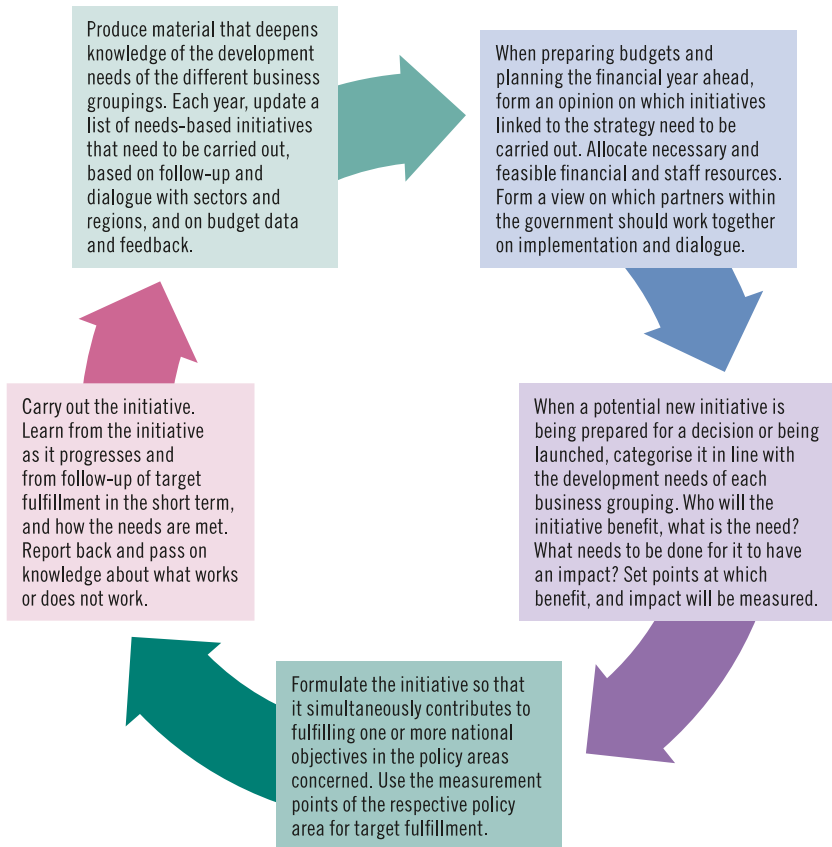 Produce material that deepens
knowledge of the development
needs of the different business
groupings. Each year, update a
list of needs-based initiatives
that need to be carried out,
based on follow-up and
dialogue with sectors and
regions, and on budget data
and feedback.
When preparing budgets and
planning the financial year ahead,
form an opinion on which initiatives
linked to the strategy need to be
carried out. Allocate necessary and
feasible financial and staff resources.
Form a view on which partners within
the government should work together
on implementation and dialogue.
When a potential new initiative is
being prepared for a decision or being
launched, categorise it in line with
the development needs of each
business grouping. Who will the
initiative benefit, what is the need?
What needs to be done for it to have
an impact? Set points at which
benefit, and impact will be measured.
Formulate the initiative so that
it simultaneously contributes to
fulfilling one or more national
objectives in the policy areas
concerned. Use the measurement
points of the respective policy
area for target fulfillment.
Carry out the initiative.
Learn from the initiative
as it progresses and
from follow-up of target
fulfillment in the short term,
and how the needs are met.
Report back and pass on
knowledge about what works
or does not work.